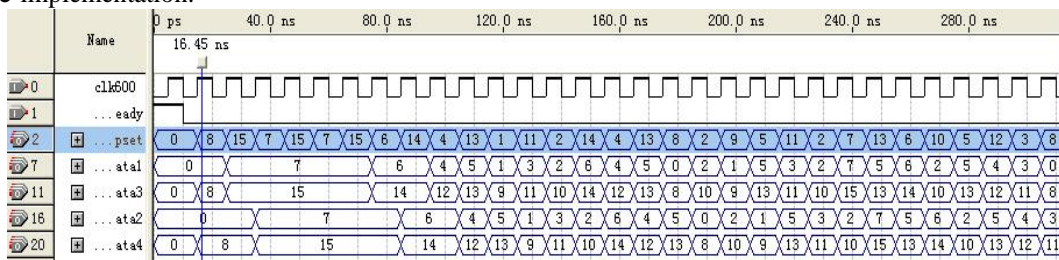 implementation.
0 ps 40.0 ns 80.0 ns 120.0 ns 160.0 ns 200.0 ns 240.0 ns 280.0 ns
Name
16.45 ns
0 clk600
1 ...eady
2 ...pset 0 8 15 7 15 7 15 6 14 4 13 1 11 2 14 4 13 8 2 9 5 11 2 7 13 6 10 5 12 3 8
7 ...ata1 0 7 6 4 5 1 3 2 6 4 5 0 2 1 5 3 2 7 5 6 2 5 4 3 0
11 ...ata3 0 8 15 14 12 13 9 11 10 14 12 13 8 10 9 13 11 10 15 13 14 10 13 12 11 8
16 ...ata2 0 7 6 4 5 1 3 2 6 4 5 0 2 1 5 3 2 7 5 6 2 5 4 3
20 ...ata4 0 8 15 14 12 13 9 11 10 14 12 13 8 10 9 13 11 10 15 13 14 10 13 12 11